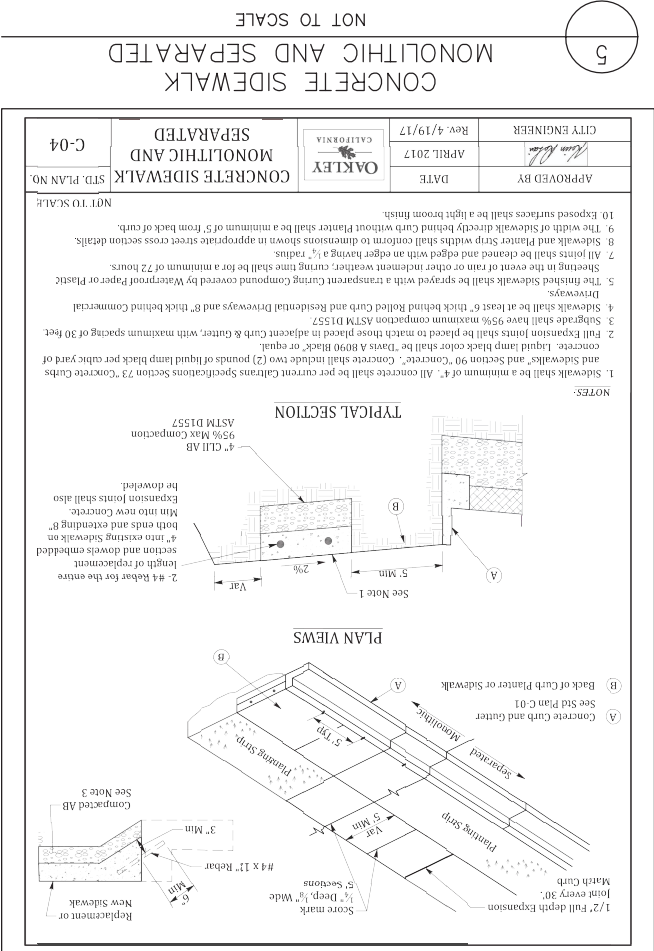 1/2" Full depth Expansion
Joint every 30'.
Match Curb
Score mark
¼" Deep, ⅛" Wide
5' Sections
Replacement or
New Sidewalk
6"
Min
#4 x 12" Rebar
3" Min
Compacted AB
See Note 3
Planting Strip
Var
5' Min
Separated
Monolithic
5' Typ
Planting Strip
A Concrete Curb and Gutter
See Std Plan C-01
B Back of Curb Planter or Sidewalk
A
B
PLAN VIEWS
See Note 1
A
5' Min
2%
Var
B
2- #4 Rebar for the entire
length of replacement
section and dowels embedded
4" into existing Sidewalk on
both ends and extending 8"
Min into new Concrete.
Expansion Joints shall also
be doweled.
4" CLII AB
95% Max Compaction
ASTM D1557
TYPICAL SECTION
NOTES:
1. Sidewalk shall be a minimum of 4". All concrete shall be per current Caltrans Specifications Section 73 "Concrete Curbs
and Sidewalks" and Section 90 "Concrete". Concrete shall include two (2) pounds of liquid lamp black per cubic yard of
concrete. Liquid lamp black color shall be "Davis A 8090 Black" or equal.
2. Full Expansion Joints shall be placed to match those placed in adjacent Curb & Gutter, with maximum spacing of 30 feet.
3. Subgrade shall have 95% maximum compaction ASTM D1557.
4. Sidewalk shall be at least 6" thick behind Rolled Curb and Residential Driveways and 8" thick behind Commercial
Driveways.
5. The finished Sidewalk shall be sprayed with a transparent Curing Compound covered by Waterproof Paper or Plastic
Sheeting in the event of rain or other inclement weather, curing time shall be for a minimum of 72 hours.
7. All joints shall be cleaned and edged with an edger having a ¼" radius.
8. Sidewalk and Planter Strip widths shall conform to dimensions shown in appropriate street cross section details.
9. The width of Sidewalk directly behind Curb without Planter shall be a minimum of 5' from back of curb.
10. Exposed surfaces shall be a light broom finish.
NOT TO SCALE
APPROVED BY
CITY ENGINEER
DATE
APRIL 2017
Rev. 4/19/17
OAKLEY
CALIFORNIA
CONCRETE SIDEWALK
MONOLITHIC AND
SEPARATED
STD. PLAN NO.
C-04
5
CONCRETE SIDEWALK
MONOLITHIC AND SEPARATED
NOT TO SCALE